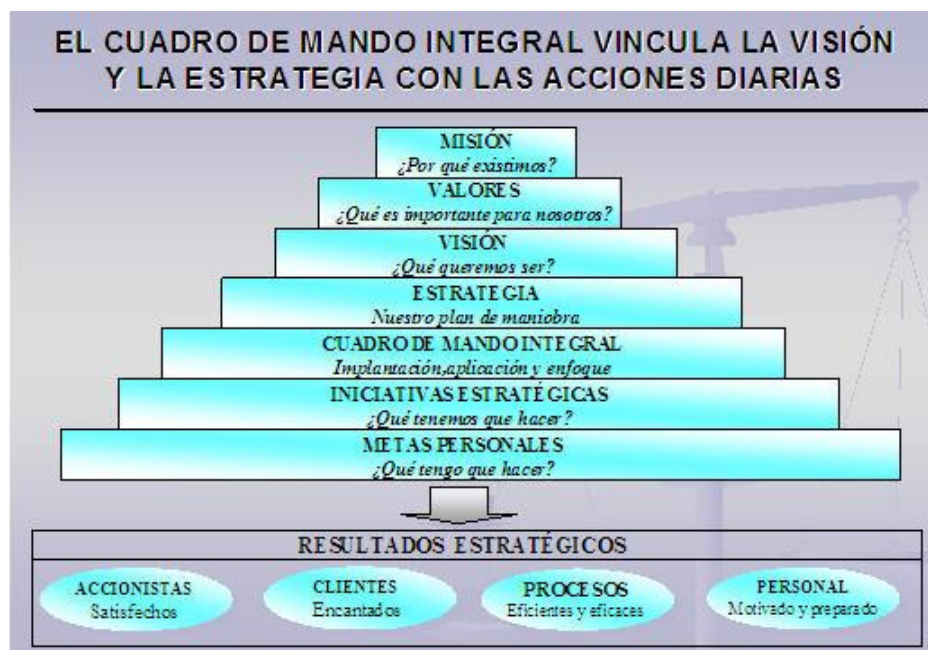 EL CUADRO DE MANDO INTEGRAL VINCULA LA VISIÓN
Y LA ESTRATEGIA CON LAS ACCIONES DIARIAS
MISIÓN
¿Por qué existimos?
VALORES
¿Qué es importante para nosotros?
VISIÓN
¿Qué queremos ser?
ESTRATEGIA
Nuestro plan de maniobra
CUADRO DE MANDO INTEGRAL
Implantación,aplicación y enfoque
INICIATIVAS ESTRATÉGICAS
¿Qué tenemos que hacer?
METAS PERSONALES
¿Qué tengo que hacer?
RESULTADOS ESTRATÉGICOS
ACCIONISTAS
Satisfechos
CLIENTES
Encantados
PROCESOS
Eficientes y eficaces
PERSONAL
Motivado y preparado